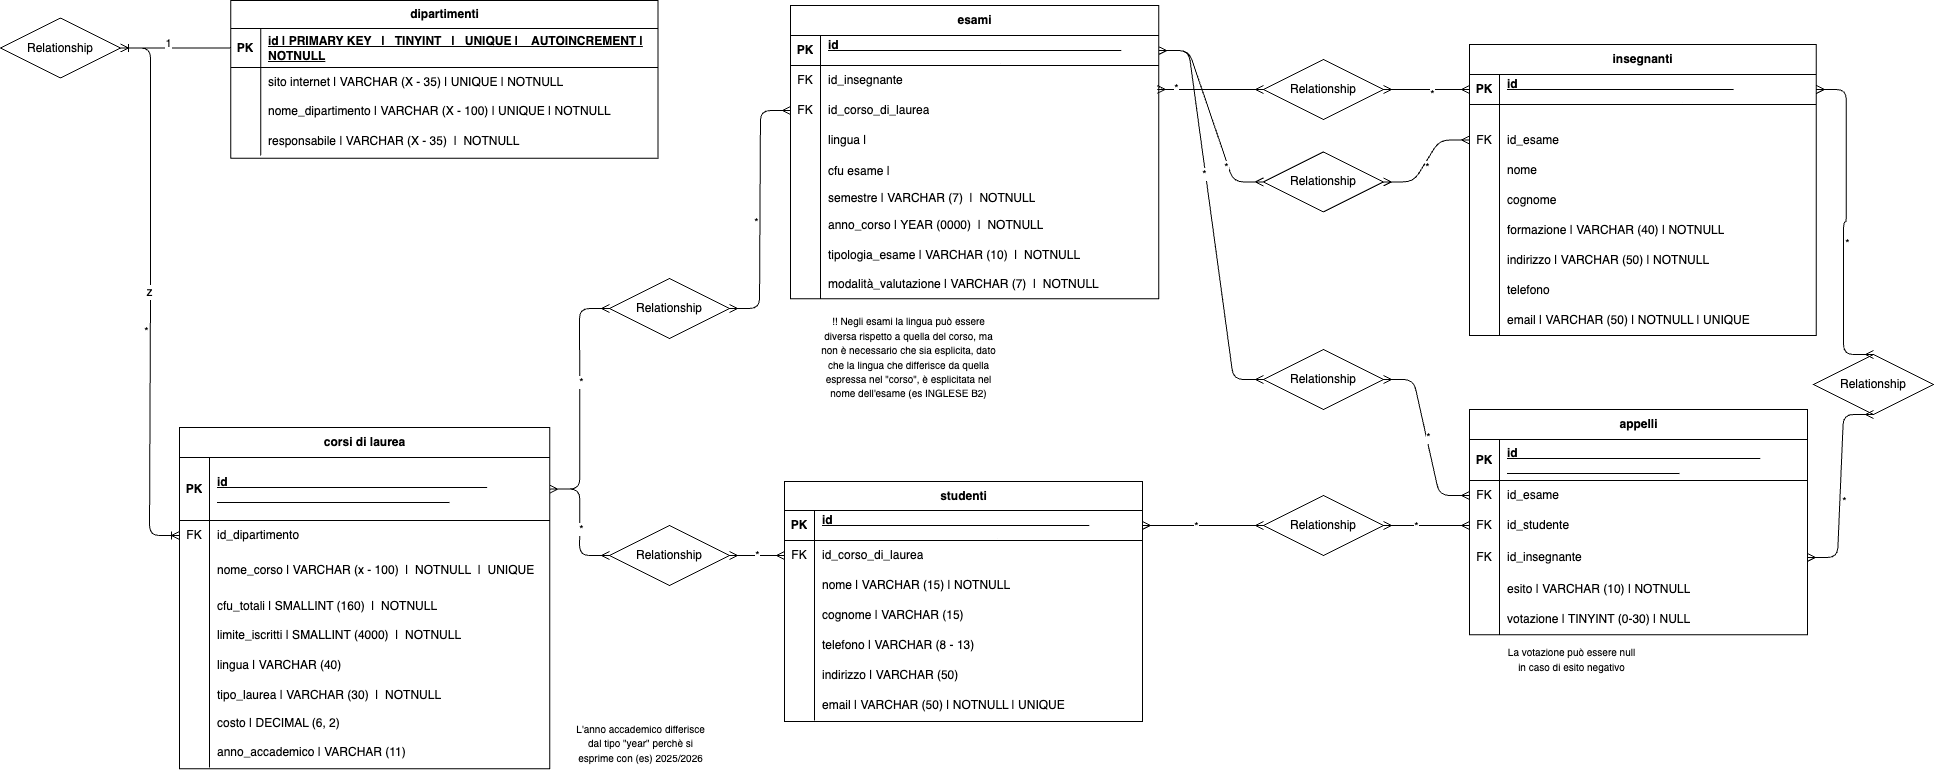 Relationship
1
dipartimenti
PK
id | PRIMARY KEY | TINYINT | UNIQUE | AUTOINCREMENT |
NOTNULL
sito internet | VARCHAR (X - 35) | UNIQUE | NOTNULL
nome_dipartimento | VARCHAR (X - 100) | UNIQUE | NOTNULL
responsabile | VARCHAR (X - 35) | NOTNULL
z
*
esami
PK
id
FK
id_insegnante
FK
id_corso_di_laurea
lingua |
cfu esame |
semestre | VARCHAR (7) | NOTNULL
anno_corso | YEAR (0000) | NOTNULL
tipologia_esame | VARCHAR (10) | NOTNULL
modalità_valutazione | VARCHAR (7) | NOTNULL
!! Negli esami la lingua può essere
diversa rispetto a quella del corso, ma
non è necessario che sia esplicita, dato
che la lingua che differisce da quella
espressa nel "corso", è esplicitata nel
nome dell'esame (es INGLESE B2)
*
Relationship
*
*
Relationship
*
*
Relationship
*
insegnanti
PK
id
FK
id_esame
nome
cognome
formazione | VARCHAR (40) | NOTNULL
indirizzo | VARCHAR (50) | NOTNULL
telefono
email | VARCHAR (50) | NOTNULL | UNIQUE
*
Relationship
*
*
Relationship
*
*
Relationship
*
corsi di laurea
PK
id
FK
id_dipartimento
nome_corso | VARCHAR (x - 100) | NOTNULL | UNIQUE
cfu_totali | SMALLINT (160) | NOTNULL
limite_iscritti | SMALLINT (4000) | NOTNULL
lingua | VARCHAR (40)
tipo_laurea | VARCHAR (30) | NOTNULL
costo | DECIMAL (6, 2)
anno_accademico | VARCHAR (11)
L'anno accademico differisce
dal tipo "year" perchè si
esprime con (es) 2025/2026
*
Relationship
*
studenti
PK
id
FK
id_corso_di_laurea
nome | VARCHAR (15) | NOTNULL
cognome | VARCHAR (15)
telefono | VARCHAR (8 - 13)
indirizzo | VARCHAR (50)
email | VARCHAR (50) | NOTNULL | UNIQUE
*
Relationship
*
appelli
PK
id
FK
id_esame
FK
id_studente
FK
id_insegnante
esito | VARCHAR (10) | NOTNULL
votazione | TINYINT (0-30) | NULL
La votazione può essere null
in caso di esito negativo